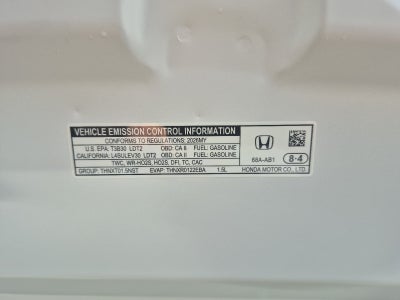 VEHICLE EMISSION CONTROL INFORMATION
CONFORMS TO REGULATIONS: 2026MY
U.S. EPA: T3B30 LDT2 OBD: CA II FUEL: GASOLINE
CALIFORNIA: L4SULEV30 LDT2 OBD: CA II FUEL: GASOLINE
TWC, WR-HO2S, HO2S, DFI, TC, CAC
GROUP: THNXT01.5NST EVAP: THNXR0122EBA 1.5L
68A-AB1 8-4
HONDA MOTOR CO., LTD.